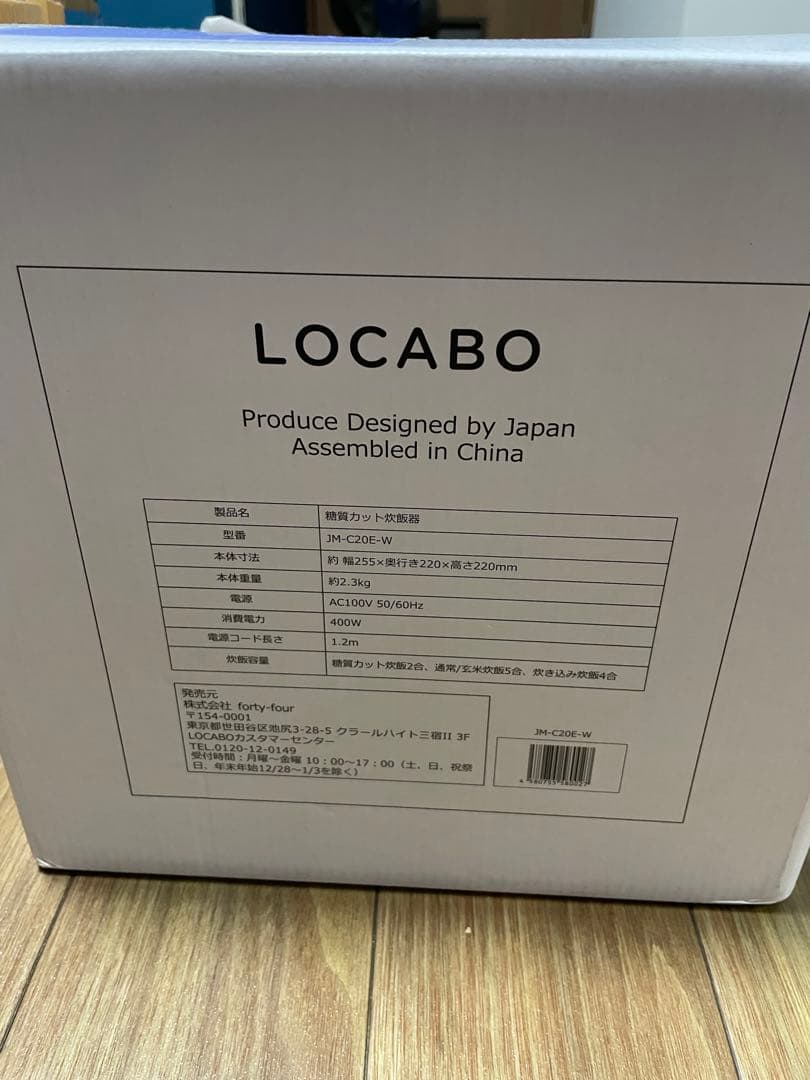 LOCABO
Produce Designed by Japan
Assembled in China
製品名 糖質カット炊飯器
型番 JM-C20E-W
本体寸法 約 幅255×奥行き220×高さ220mm
本体重量 約2.3kg
電源 AC100V 50/60Hz
消費電力 400W
電源コード長さ 1.2m
炊飯容量 糖質カット炊飯2合、通常/玄米炊飯5合、炊き込み炊飯4合
発売元
株式会社 forty-four
〒154-0001
東京都世田谷区池尻3-28-5 クラールハイト三宿II 3F
LOCABOカスタマーセンター
TEL.0120-12-0149
受付時間：月曜～金曜 10：00～17：00（土、日、祝祭
日、年末年始12/28～1/3を除く）
JM-C20E-W
4 580755 580027